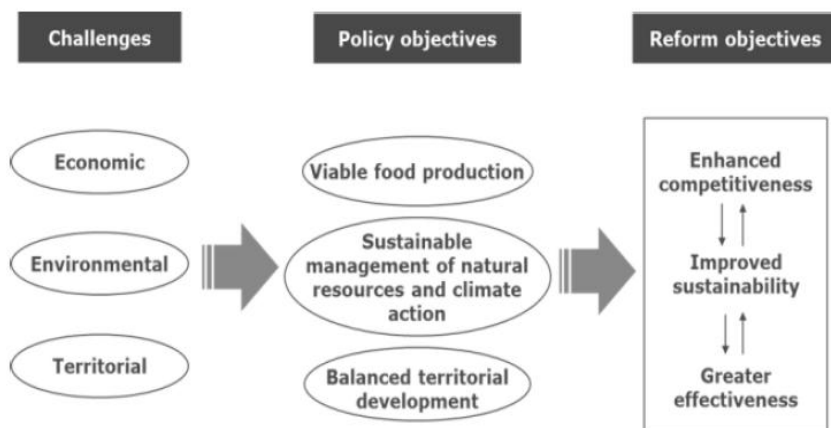 Challenges
Policy objectives
Reform objectives
Economic
Environmental
Territorial
Viable food production
Sustainable
management of natural
resources and climate
action
Balanced territorial
development
Enhanced
competitiveness
Improved
sustainability
Greater
effectiveness